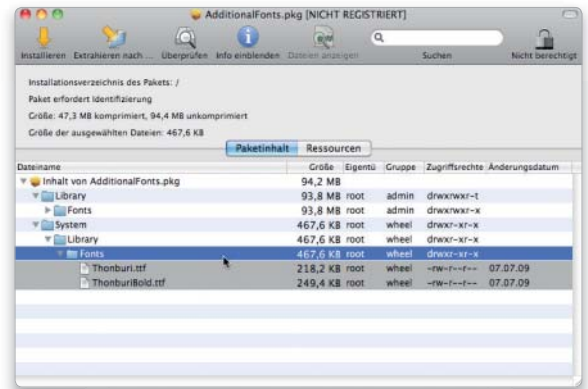 AdditionalFonts.pkg [NICHT REGISTRIERT]
Installieren Extrahieren nach ... Überprüfen Info einblenden Dateien anzeigen Suchen Nicht berechtigt
Installationsverzeichnis des Pakets: /
Paket erfordert Identifizierung
Größe: 47,3 MB komprimiert, 94,4 MB unkomprimiert
Größe der ausgewählten Dateien: 467,6 KB
Paketinhalt Ressourcen
Dateiname Größe Eigentü Gruppe Zugriffsrechte Änderungsdatum
Inhalt von AdditionalFonts.pkg 94,2 MB
Library 93,8 MB root admin drwxrwxr-t
Fonts 93,8 MB root admin drwxrwxr-x
System 467,6 KB root wheel drwxr-xr-x
Library 467,6 KB root wheel drwxr-xr-x
Fonts 467,6 KB root wheel drwxr-xr-x
Thonburi.ttf 218,2 KB root wheel -rw-r--r-- 07.07.09
ThonburiBold.ttf 249,4 KB root wheel -rw-r--r-- 07.07.09